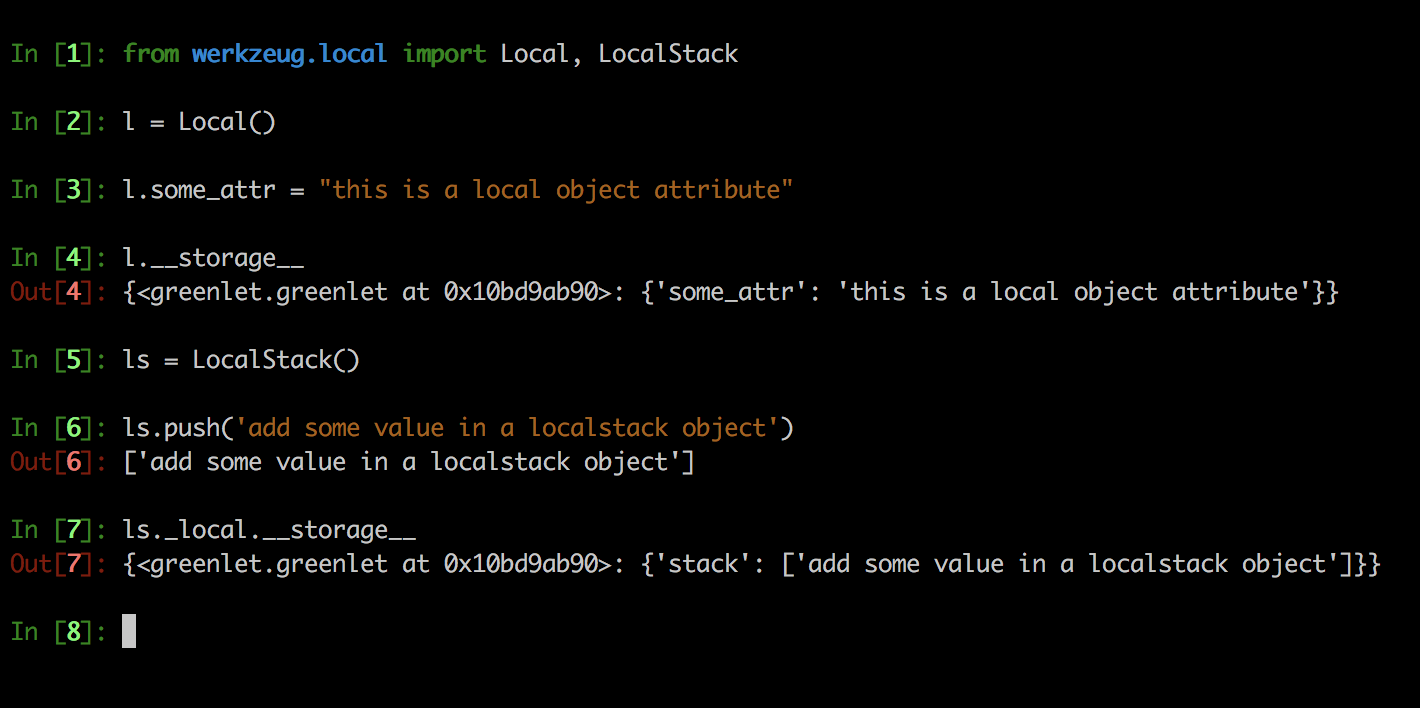 In [1]: from werkzeug.local import Local, LocalStack
In [2]: l = Local()
In [3]: l.some_attr = "this is a local object attribute"
In [4]: l.__storage__
Out[4]: {<greenlet.greenlet at 0x10bd9ab90>: {'some_attr': 'this is a local object attribute'}}
In [5]: ls = LocalStack()
In [6]: ls.push('add some value in a localstack object')
Out[6]: ['add some value in a localstack object']
In [7]: ls._local.__storage__
Out[7]: {<greenlet.greenlet at 0x10bd9ab90>: {'stack': ['add some value in a localstack object']}}
In [8]: